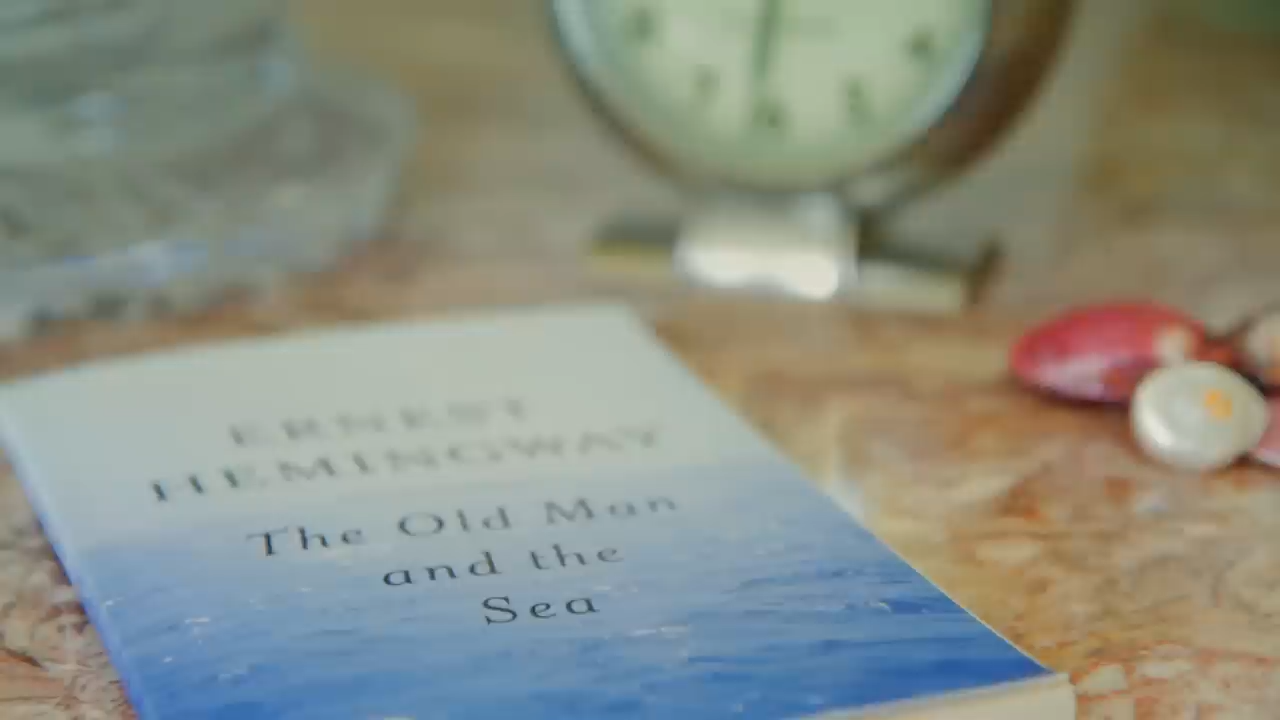 ERNEST
HEMINGWAY
The Old Man
and the
Sea